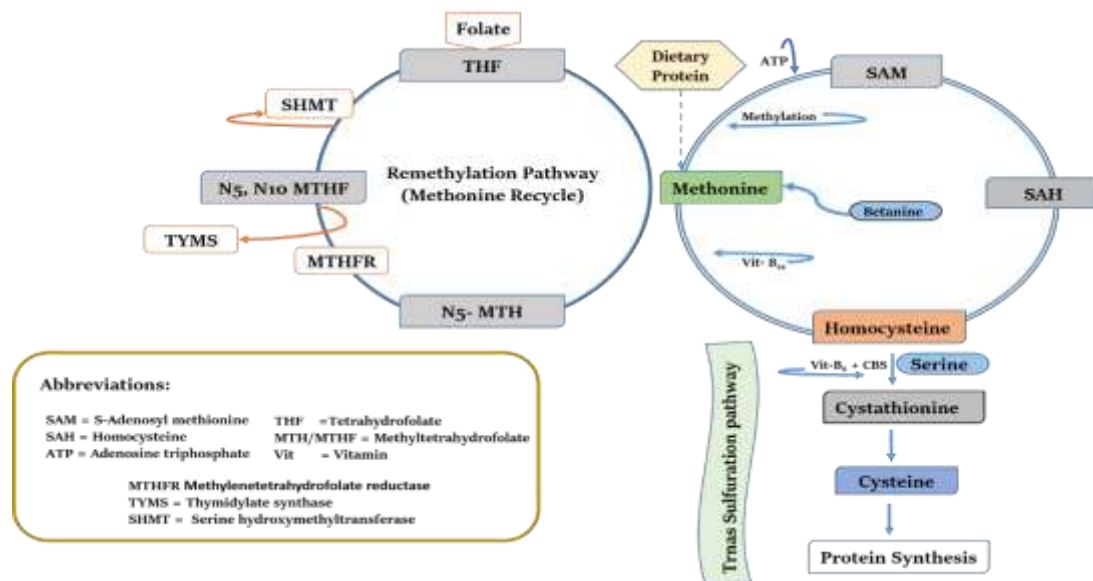 Folate
THF
SHMT
N5, N10 MTHF
TYMS
MTHFR
N5- MTH
Remethylation Pathway
(Methonine Recycle)
Dietary
Protein
ATP
SAM
Methylation
Methonine
SAH
Betanine
Vit- B₁₂
Homocysteine
Vit-B₆ + CBS
Serine
Cystathionine
Cysteine
Protein Synthesis
Trnas Sulfuration pathway
Abbreviations:
SAM = S-Adenosyl methionine
SAH = Homocysteine
ATP = Adenosine triphosphate
THF =Tetrahydrofolate
MTH/MTHF = Methyltetrahydrofolate
Vit = Vitamin
MTHFR Methylenetetrahydrofolate reductase
TYMS = Thymidylate synthase
SHMT = Serine hydroxymethyltransferase